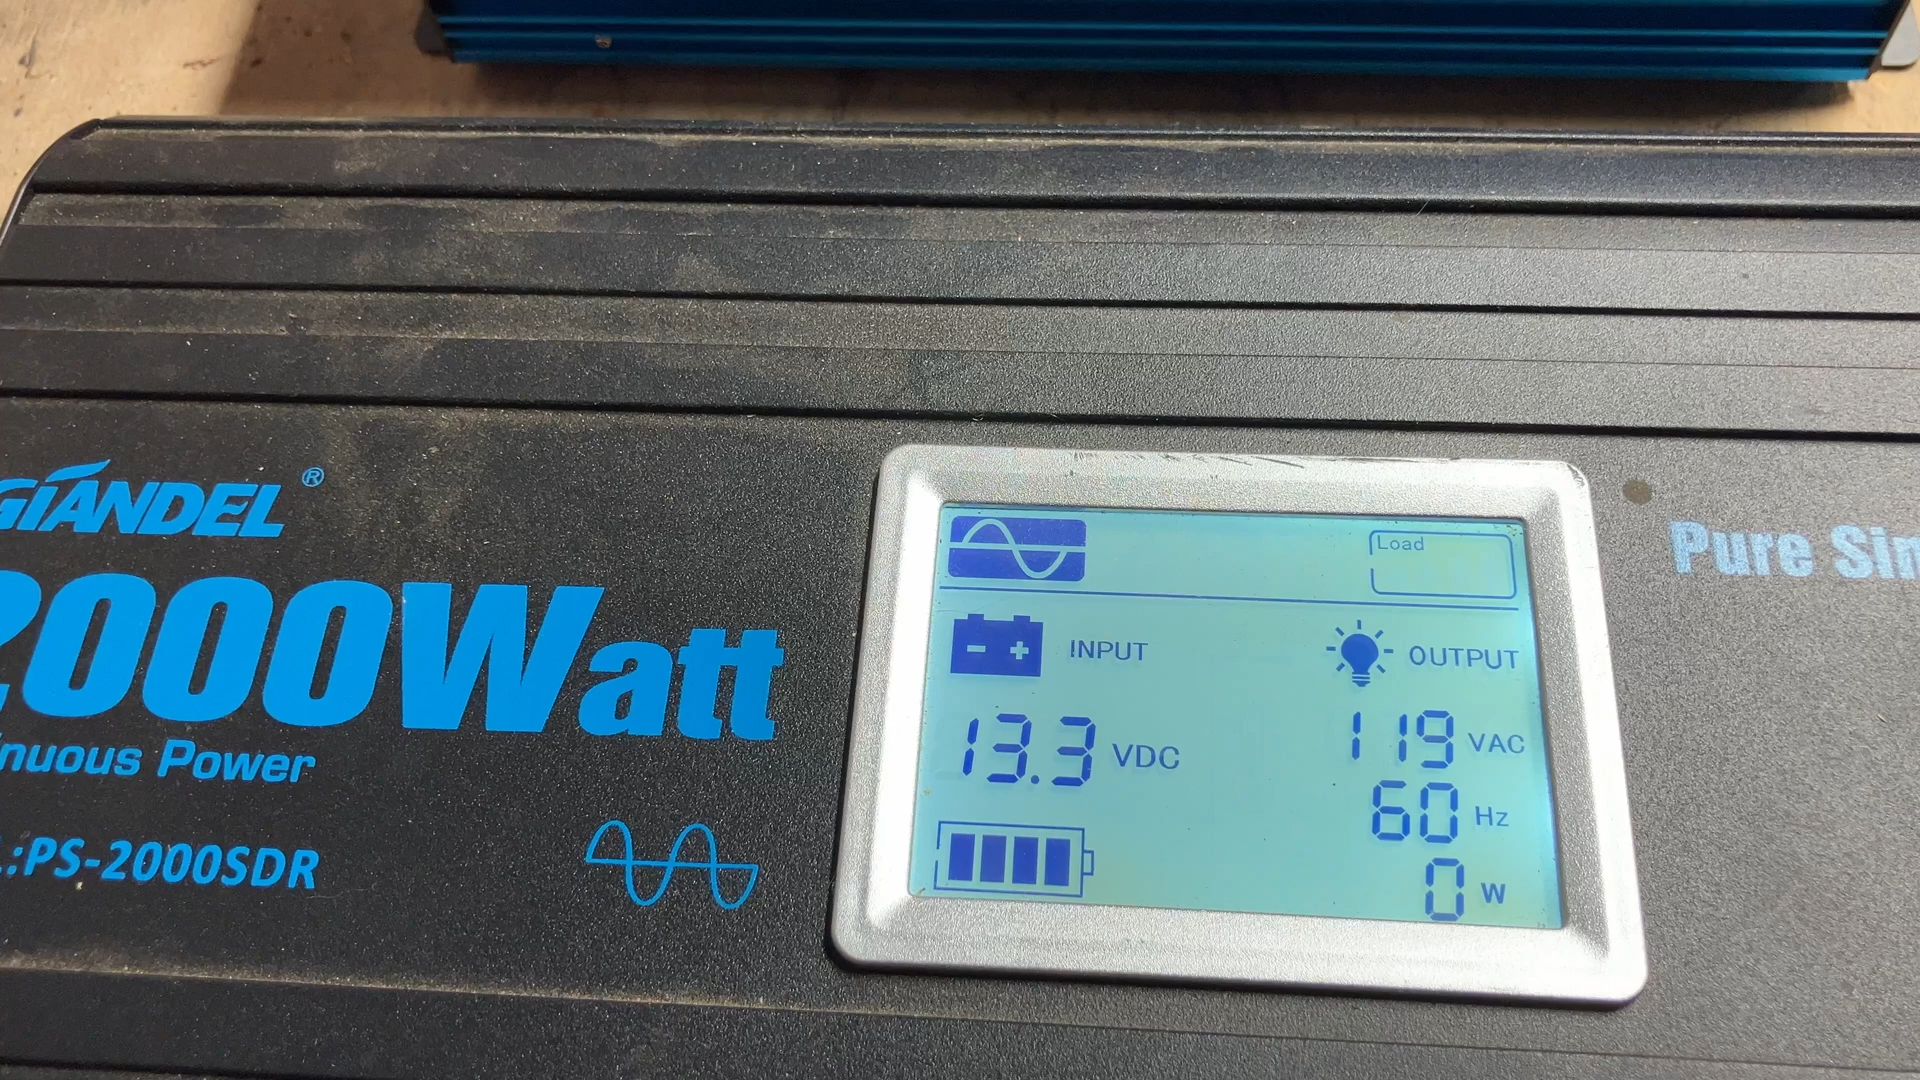 GIANDEL®
2000Watt
nuous Power
.:PS-2000SDR
Load
INPUT
OUTPUT
13.3 VDC
119 VAC
60 Hz
0 W
Pure Sin